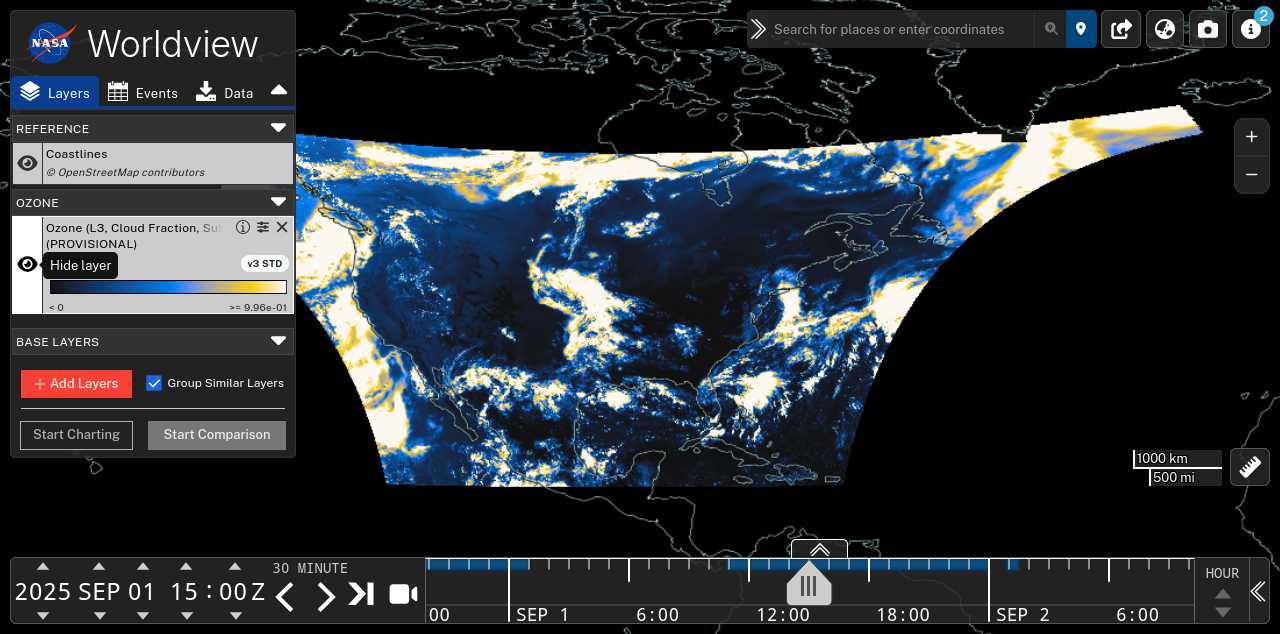 NASA
Worldview
Layers
Events
Data
REFERENCE
Coastlines
© OpenStreetMap contributors
OZONE
Ozone (L3, Cloud Fraction,
(PROVISIONAL)
Hide layer
v3 STD
< 0
>= 9.96e-01
BASE LAYERS
+ Add Layers
Group Similar Layers
Start Charting
Start Comparison
Search for places or enter coordinates
2
+
−
1000 km
500 mi
2025 SEP 01 15 : 00 Z
30 MINUTE
00
SEP 1
6:00
12:00
18:00
SEP 2
6:00
HOUR